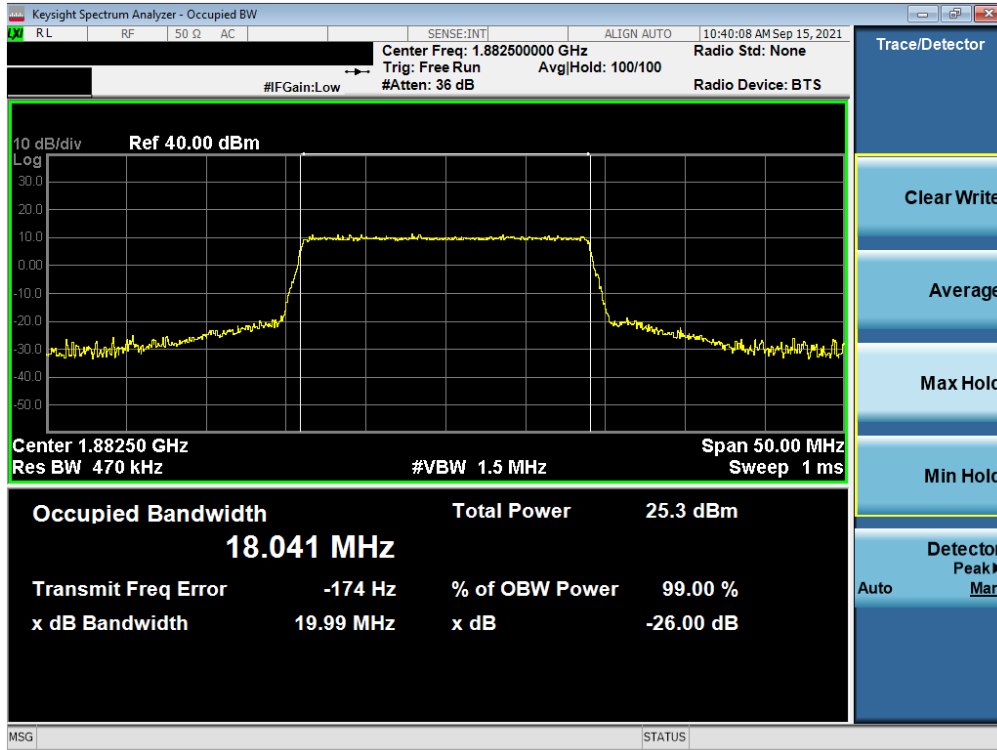 Keysight Spectrum Analyzer - Occupied BW
LXI RL RF 50 Ω AC SENSE:INT ALIGN AUTO 10:40:08 AM Sep 15, 2021
Center Freq: 1.882500000 GHz Radio Std: None
Trig: Free Run Avg|Hold: 100/100
#IFGain:Low #Atten: 36 dB Radio Device: BTS
10 dB/div Ref 40.00 dBm
Log
30.0
20.0
10.0
0.00
-10.0
-20.0
-30.0
-40.0
-50.0
Center 1.88250 GHz Span 50.00 MHz
Res BW 470 kHz #VBW 1.5 MHz Sweep 1 ms
Occupied Bandwidth Total Power 25.3 dBm
18.041 MHz
Transmit Freq Error -174 Hz % of OBW Power 99.00 %
x dB Bandwidth 19.99 MHz x dB -26.00 dB
MSG STATUS
Trace/Detector
Clear Write
Average
Max Hold
Min Hold
Detector
Peak
Auto Man